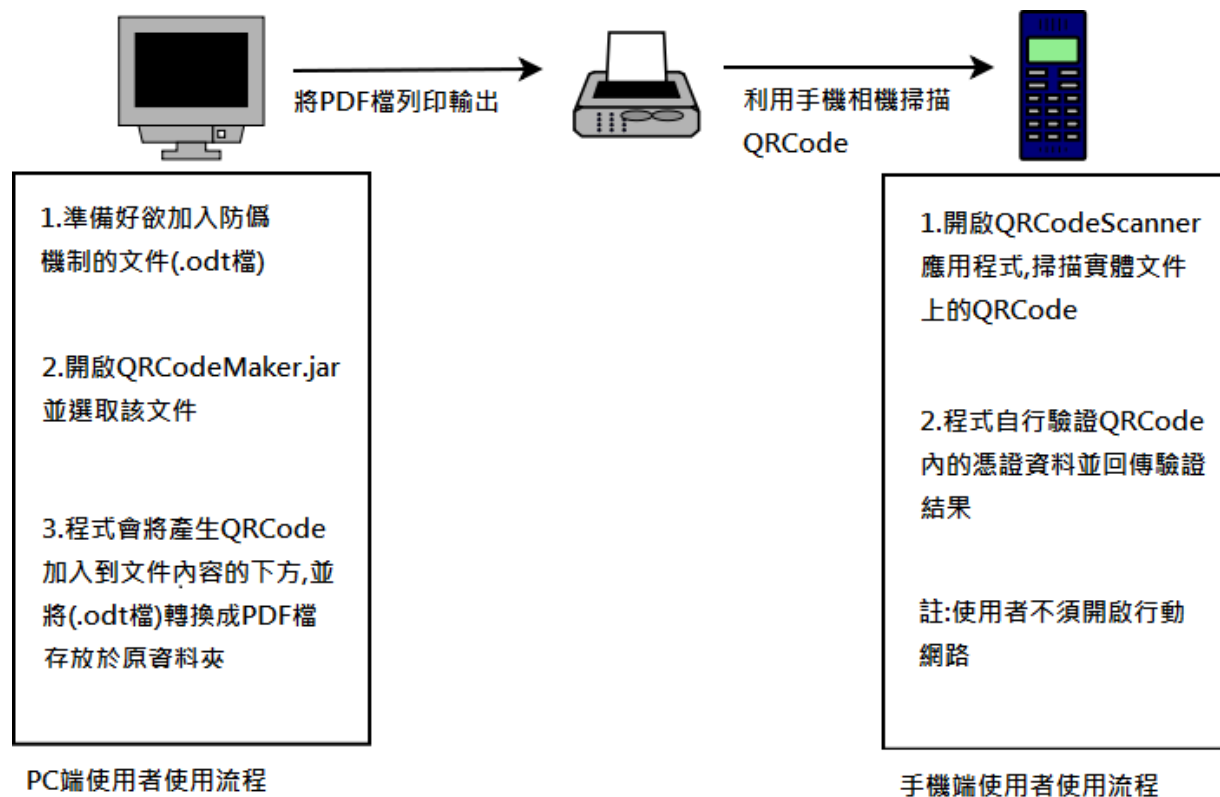 將PDF檔列印輸出
利用手機相機掃描
QRCode
1.準備好欲加入防偽
機制的文件(.odt檔)
2.開啟QRCodeMaker.jar
並選取該文件
3.程式會將產生QRCode
加入到文件內容的下方,並
將(.odt檔)轉換成PDF檔
存放於原資料夾
PC端使用者使用流程
1.開啟QRCodeScanner
應用程式,掃描實體文件
上的QRCode
2.程式自行驗證QRCode
內的憑證資料並回傳驗證
結果
註:使用者不須開啟行動
網路
手機端使用者使用流程